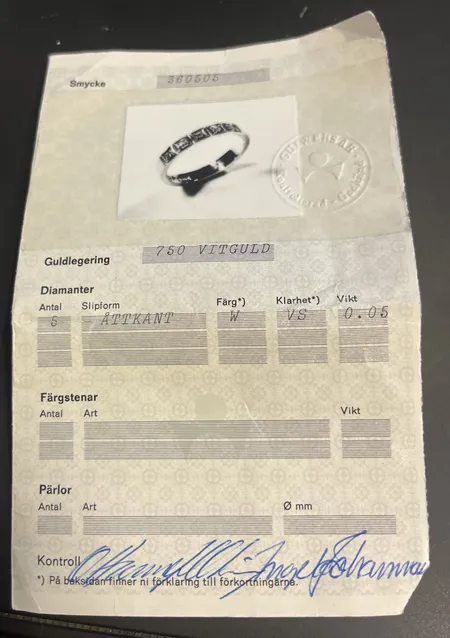 Smycke 360505
Guldlegering 750 VITGULD
Diamanter
Antal Slipform Färg*) Klarhet*) Vikt
5 ÅTTKANT W VS 0.05
Färgstenar
Antal Art Vikt
Pärlor
Antal Art Ø mm
Kontroll
*) På baksidan finner ni förklaring till förkortningarna.